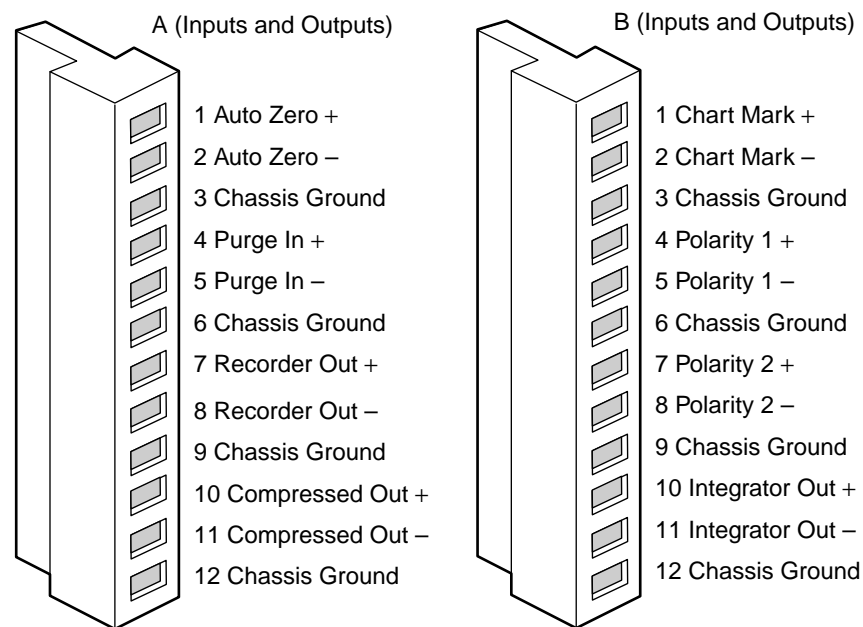 A (Inputs and Outputs)
1 Auto Zero +
2 Auto Zero –
3 Chassis Ground
4 Purge In +
5 Purge In –
6 Chassis Ground
7 Recorder Out +
8 Recorder Out –
9 Chassis Ground
10 Compressed Out +
11 Compressed Out –
12 Chassis Ground
B (Inputs and Outputs)
1 Chart Mark +
2 Chart Mark –
3 Chassis Ground
4 Polarity 1 +
5 Polarity 1 –
6 Chassis Ground
7 Polarity 2 +
8 Polarity 2 –
9 Chassis Ground
10 Integrator Out +
11 Integrator Out –
12 Chassis Ground